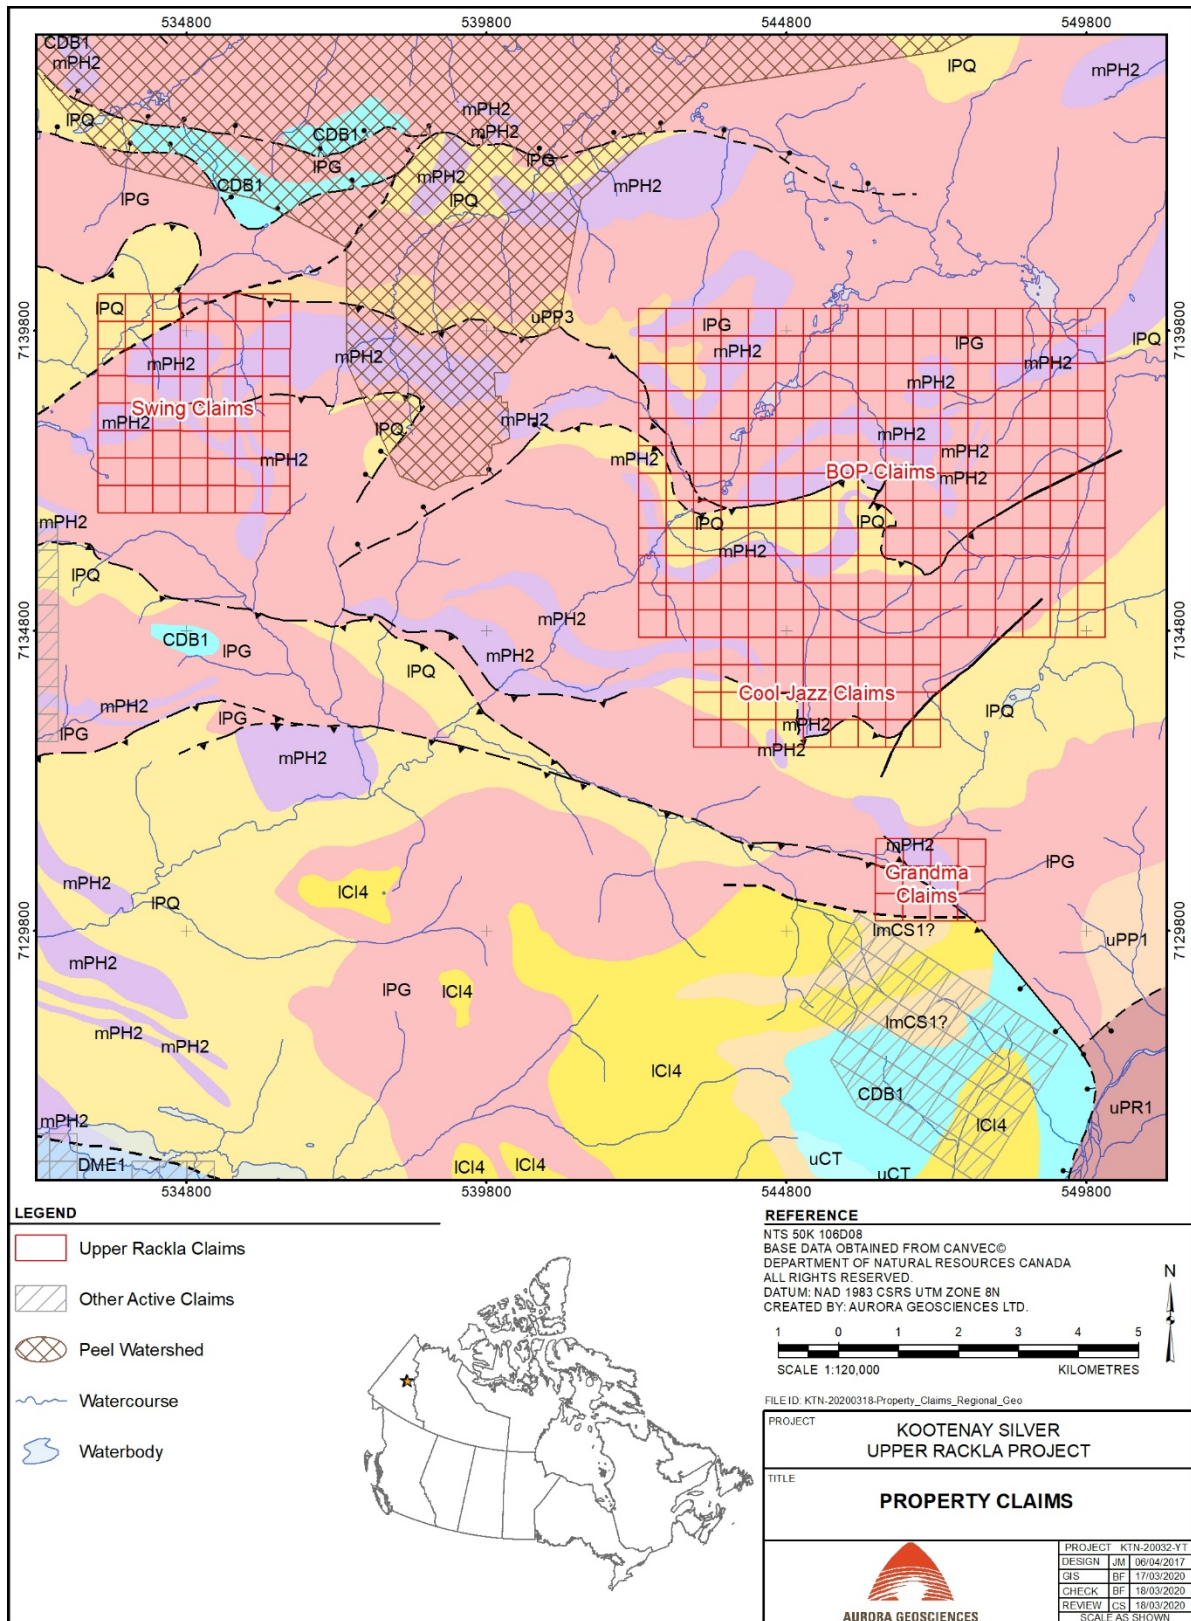 534800
539800
544800
549800
CDB1
mPH2
lPQ
mPH2
lPQ
mPH2
mPH2
CDB1
lPG
lPG
CDB1
mPH2
lPQ
mPH2
lPG
lPQ
uPP3
7139800
7139800
lPG
mPH2
lPG
mPH2
lPQ
mPH2
mPH2
mPH2
Swing Claims
mPH2
mPH2
lPQ
mPH2
mPH2
mPH2
mPH2
mPH2
BOP Claims
mPH2
mPH2
lPQ
lPQ
mPH2
lPQ
mPH2
7134800
7134800
CDB1
lPG
mPH2
lPQ
Cool Jazz Claims
mPH2
lPG
lPG
lPQ
mPH2
mPH2
mPH2
mPH2
Grandma
Claims
lPG
mPH2
lPQ
lCl4
7129800
7129800
lmCS1?
uPP1
mPH2
lPG
lCl4
mPH2
mPH2
lmCS1?
lCl4
CDB1
uPR1
mPH2
lCl4
DME1
lCl4
lCl4
uCT
uCT
534800
539800
544800
549800
LEGEND
Upper Rackla Claims
Other Active Claims
Peel Watershed
Watercourse
Waterbody
REFERENCE
NTS 50K 106D08
BASE DATA OBTAINED FROM CANVEC©
DEPARTMENT OF NATURAL RESOURCES CANADA
ALL RIGHTS RESERVED.
DATUM: NAD 1983 CSRS UTM ZONE 8N
CREATED BY: AURORA GEOSCIENCES LTD.
N
1 0 1 2 3 4 5
SCALE 1:120,000 KILOMETRES
FILE ID: KTN-20200318-Property_Claims_Regional_Geo
PROJECT
KOOTENAY SILVER
UPPER RACKLA PROJECT
TITLE
PROPERTY CLAIMS
AURORA GEOSCIENCES
PROJECT KTN-20032-YT
DESIGN JM 06/04/2017
GIS BF 17/03/2020
CHECK BF 18/03/2020
REVIEW CS 18/03/2020
SCALE AS SHOWN